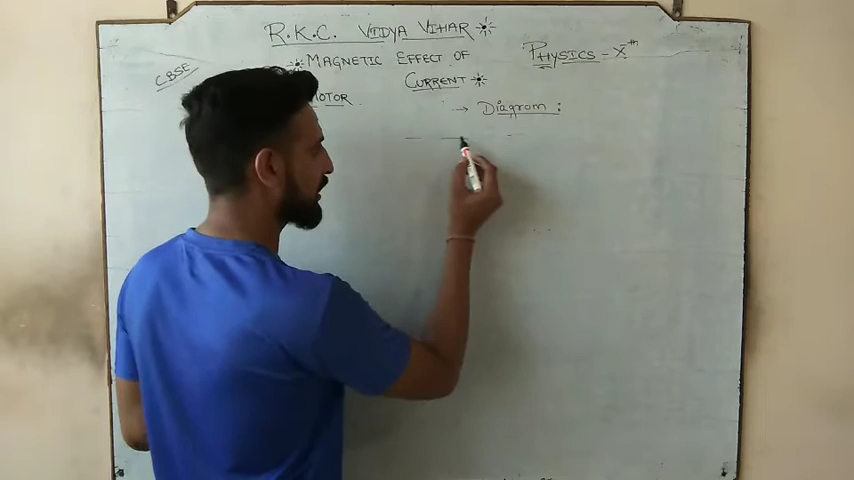 R.K.C. VIDYA VIHAR
CBSE
MAGNETIC EFFECT OF
CURRENT
PHYSICS - Xth
MOTOR
→ Diagram :